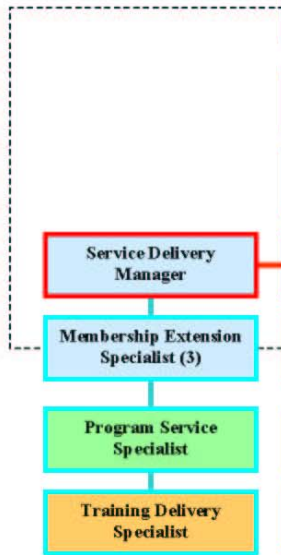 Service Delivery
Manager
Membership Extension
Specialist (3)
Program Service
Specialist
Training Delivery
Specialist